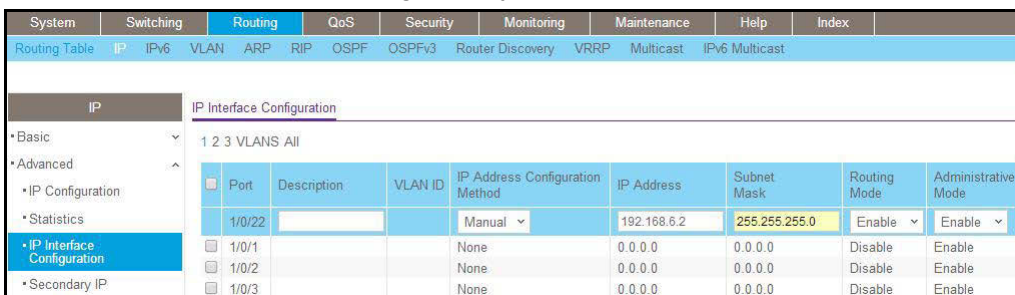 System Switching Routing QoS Security Monitoring Maintenance Help Index
Routing Table IP IPv6 VLAN ARP RIP OSPF OSPFv3 Router Discovery VRRP Multicast IPv6 Multicast
IP
Basic
Advanced
IP Configuration
Statistics
IP Interface
Configuration
Secondary IP
IP Interface Configuration
1 2 3 VLANS All
Port Description VLAN ID IP Address Configuration Method IP Address Subnet Mask Routing Mode Administrative Mode
1/0/22 Manual 192.168.6.2 255.255.255.0 Enable Enable
1/0/1 None 0.0.0.0 0.0.0.0 Disable Enable
1/0/2 None 0.0.0.0 0.0.0.0 Disable Enable
1/0/3 None 0.0.0.0 0.0.0.0 Disable Enable